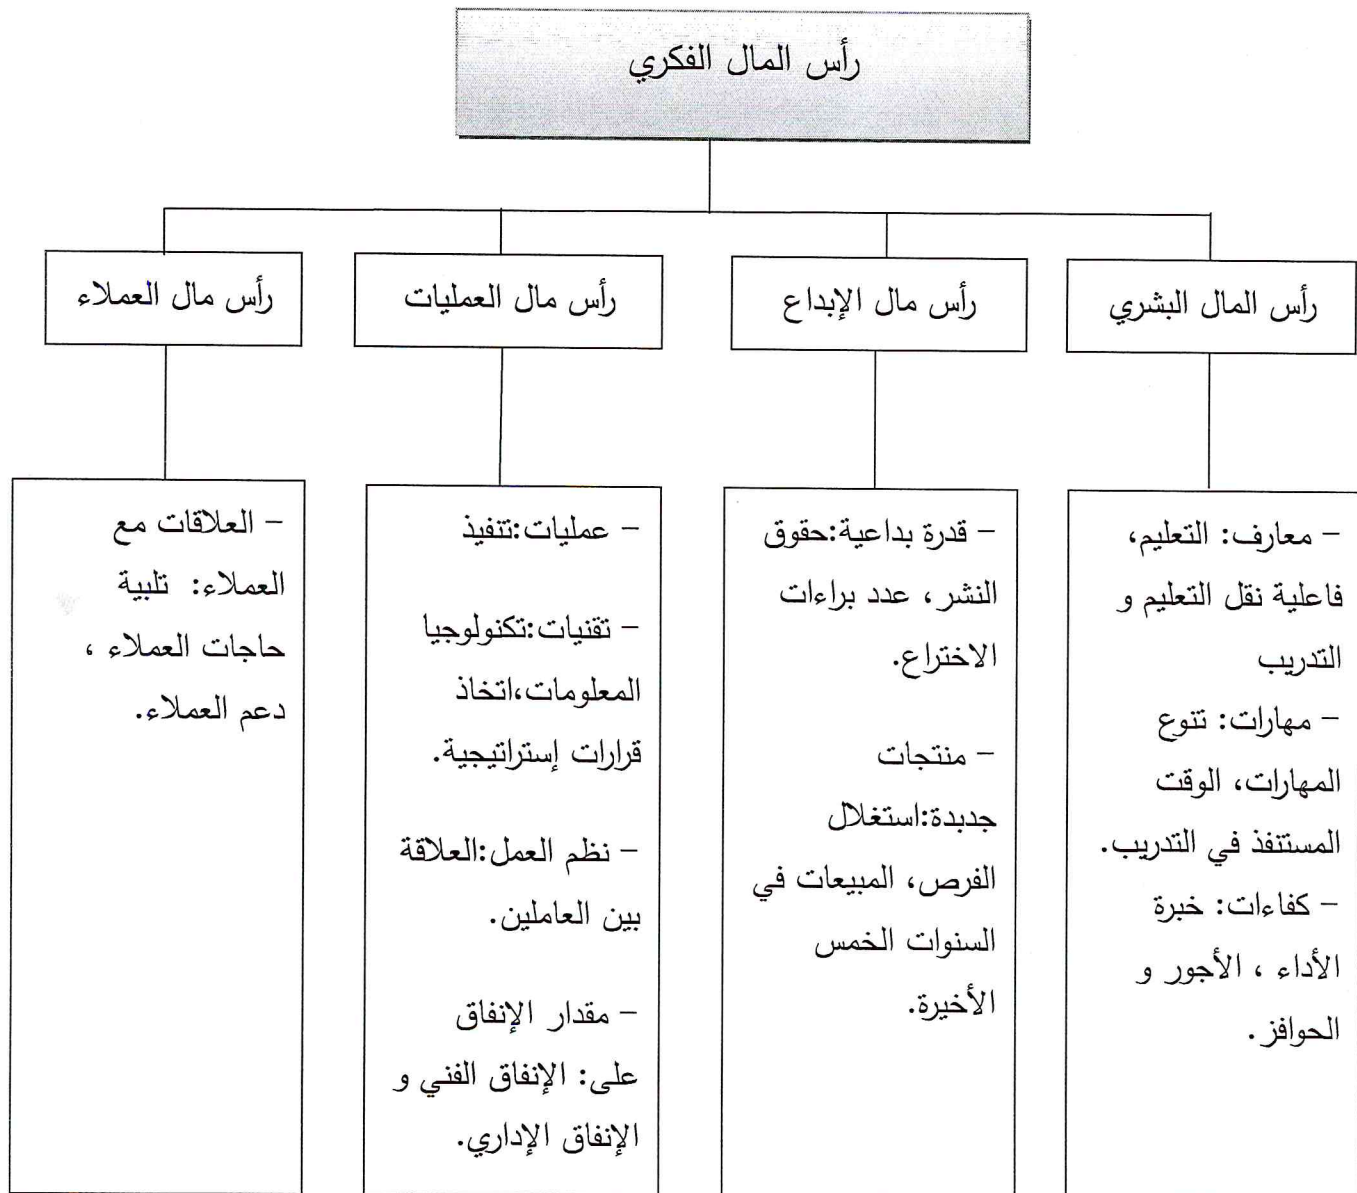 رأس المال الفكري
رأس المال البشري
رأس مال الإبداع
رأس مال العمليات
رأس مال العملاء
– معارف: التعليم،
فاعلية نقل التعليم و
التدريب
– مهارات: تنوع
المهارات، الوقت
المستنفذ في التدريب.
– كفاءات: خبرة
الأداء ، الأجور و
الحوافز.
– قدرة بداعية:حقوق
النشر، عدد براءات
الاختراع.
– منتجات
جدبدة:استغلال
الفرص، المبيعات في
السنوات الخمس
الأخيرة.
– عمليات:تنفيذ
– تقنيات:تكنولوجيا
المعلومات،اتخاذ
قرارات إستراتيجية.
– نظم العمل:العلاقة
بين العاملين.
– مقدار الإنفاق
على: الإنفاق الفني و
الإنفاق الإداري.
– العلاقات مع
العملاء: تلبية
حاجات العملاء ،
دعم العملاء.